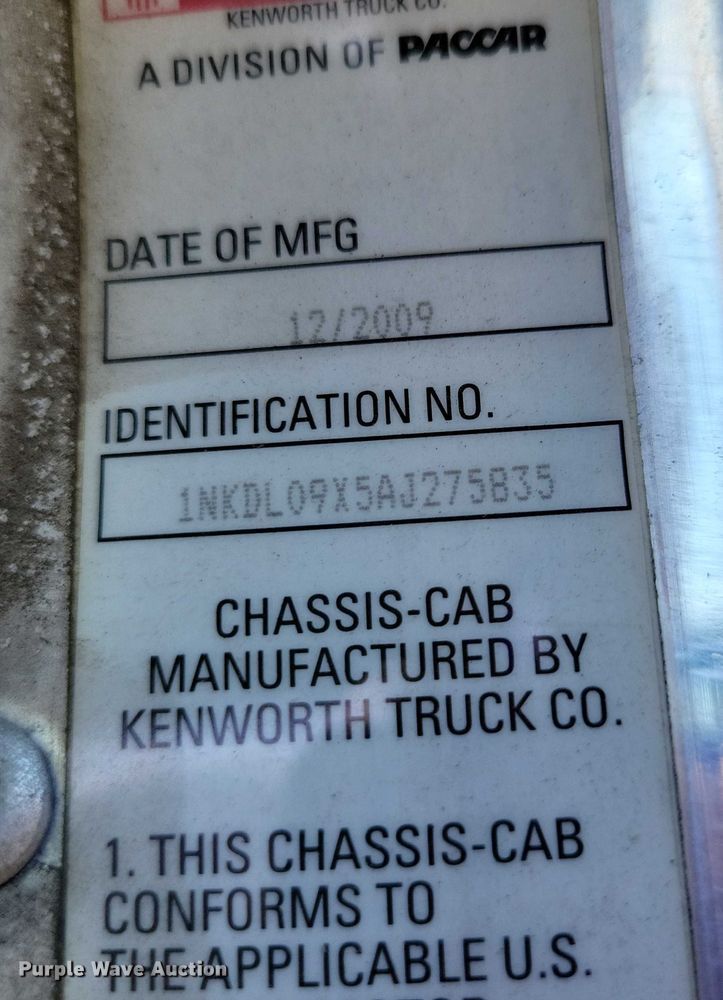 KENWORTH TRUCK CO.
A DIVISION OF PACCAR
DATE OF MFG
12/2009
IDENTIFICATION NO.
1NKDL09X5AJ275835
CHASSIS-CAB
MANUFACTURED BY
KENWORTH TRUCK CO.
1. THIS CHASSIS-CAB
CONFORMS TO
THE APPLICABLE U.S.
Purple Wave Auction